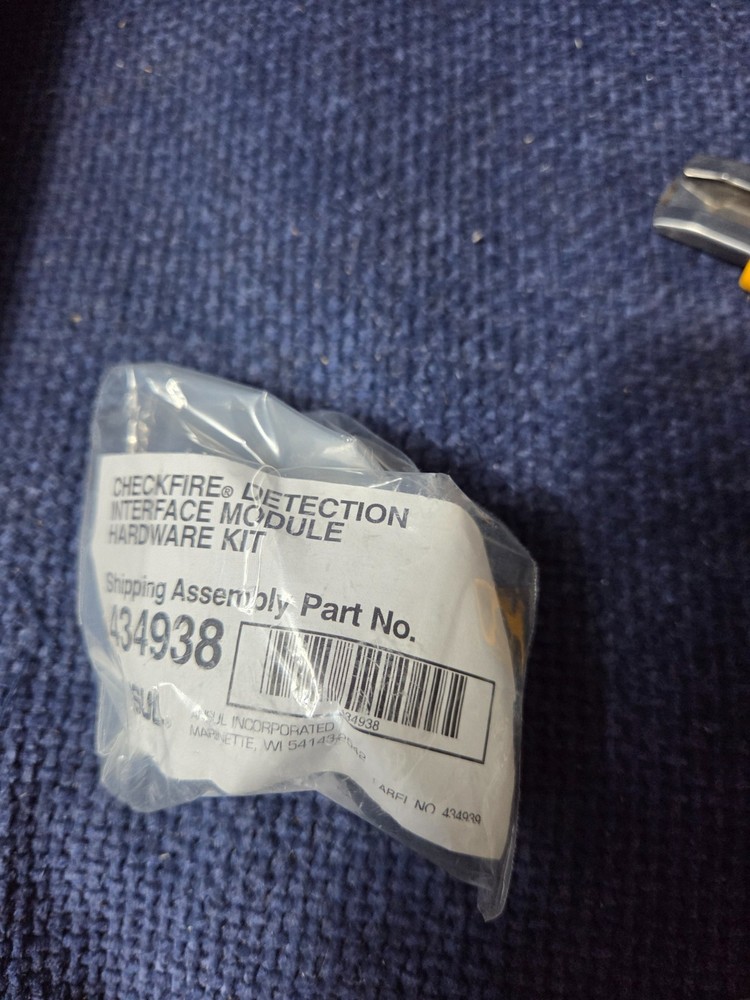 CHECKFIRE® DETECTION
INTERFACE MODULE
HARDWARE KIT
Shipping Assembly Part No.
434938
434938
ANSUL INCORPORATED
MARINETTE, WI 54143
LABEL NO. 434939